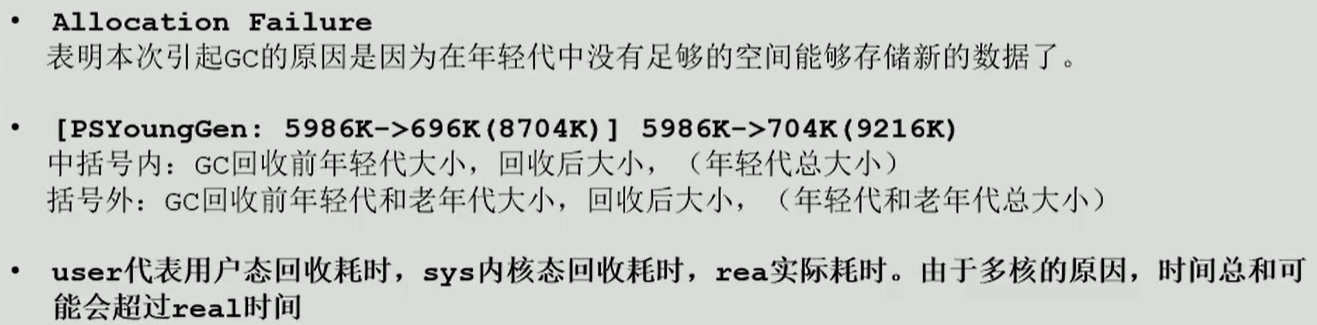 • Allocation Failure
表明本次引起GC的原因是因为在年轻代中没有足够的空间能够存储新的数据了。
• [PSYoungGen: 5986K->696K(8704K)] 5986K->704K(9216K)
中括号内：GC回收前年轻代大小，回收后大小，（年轻代总大小）
括号外：GC回收前年轻代和老年代大小，回收后大小，（年轻代和老年代总大小）
• user代表用户态回收耗时，sys内核态回收耗时，rea实际耗时。由于多核的原因，时间总和可
能会超过real时间